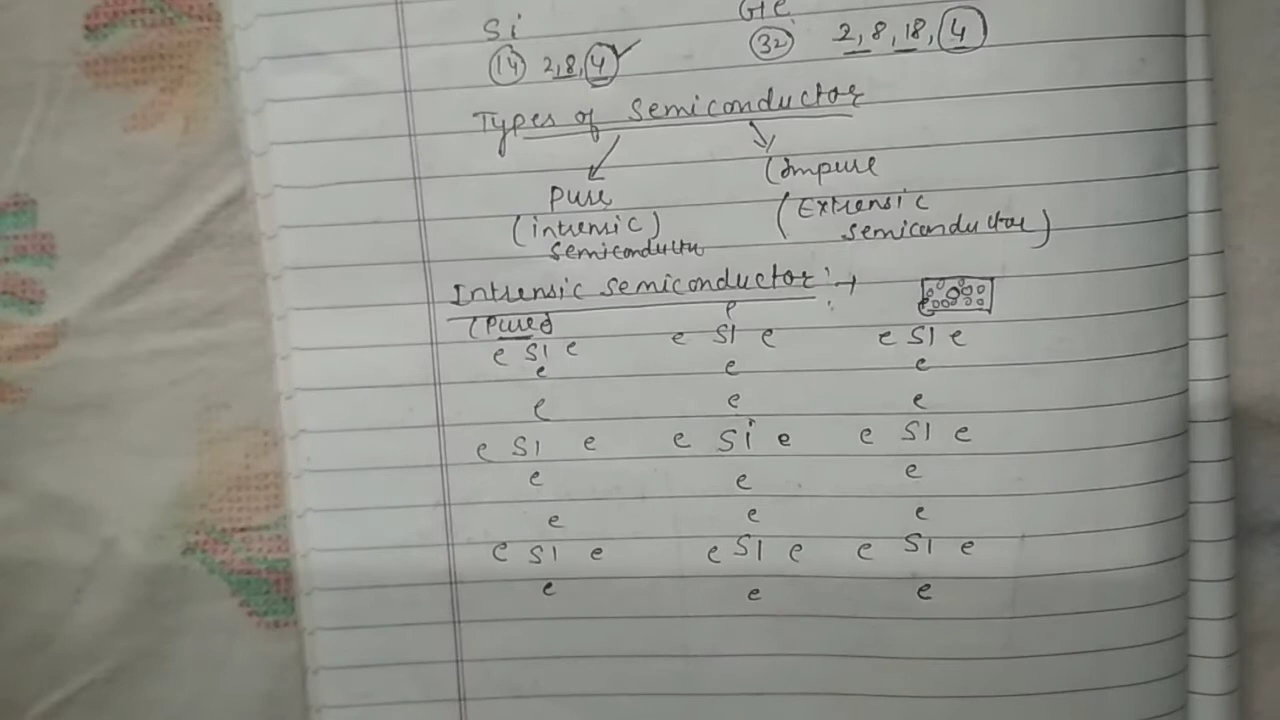 Si Ge
14 2,8,4 32 2,8,18,4
Types of Semiconductor
Pure (Impure
(intrensic) (Extrensic
semiconductor semiconductor)
Intrensic semiconductor : →
(Pure) e
e Si e e Si e e Si e
e e e
e e e
e Si e e Si e e Si e
e e e
e e e
e Si e e Si e e Si e
e e e